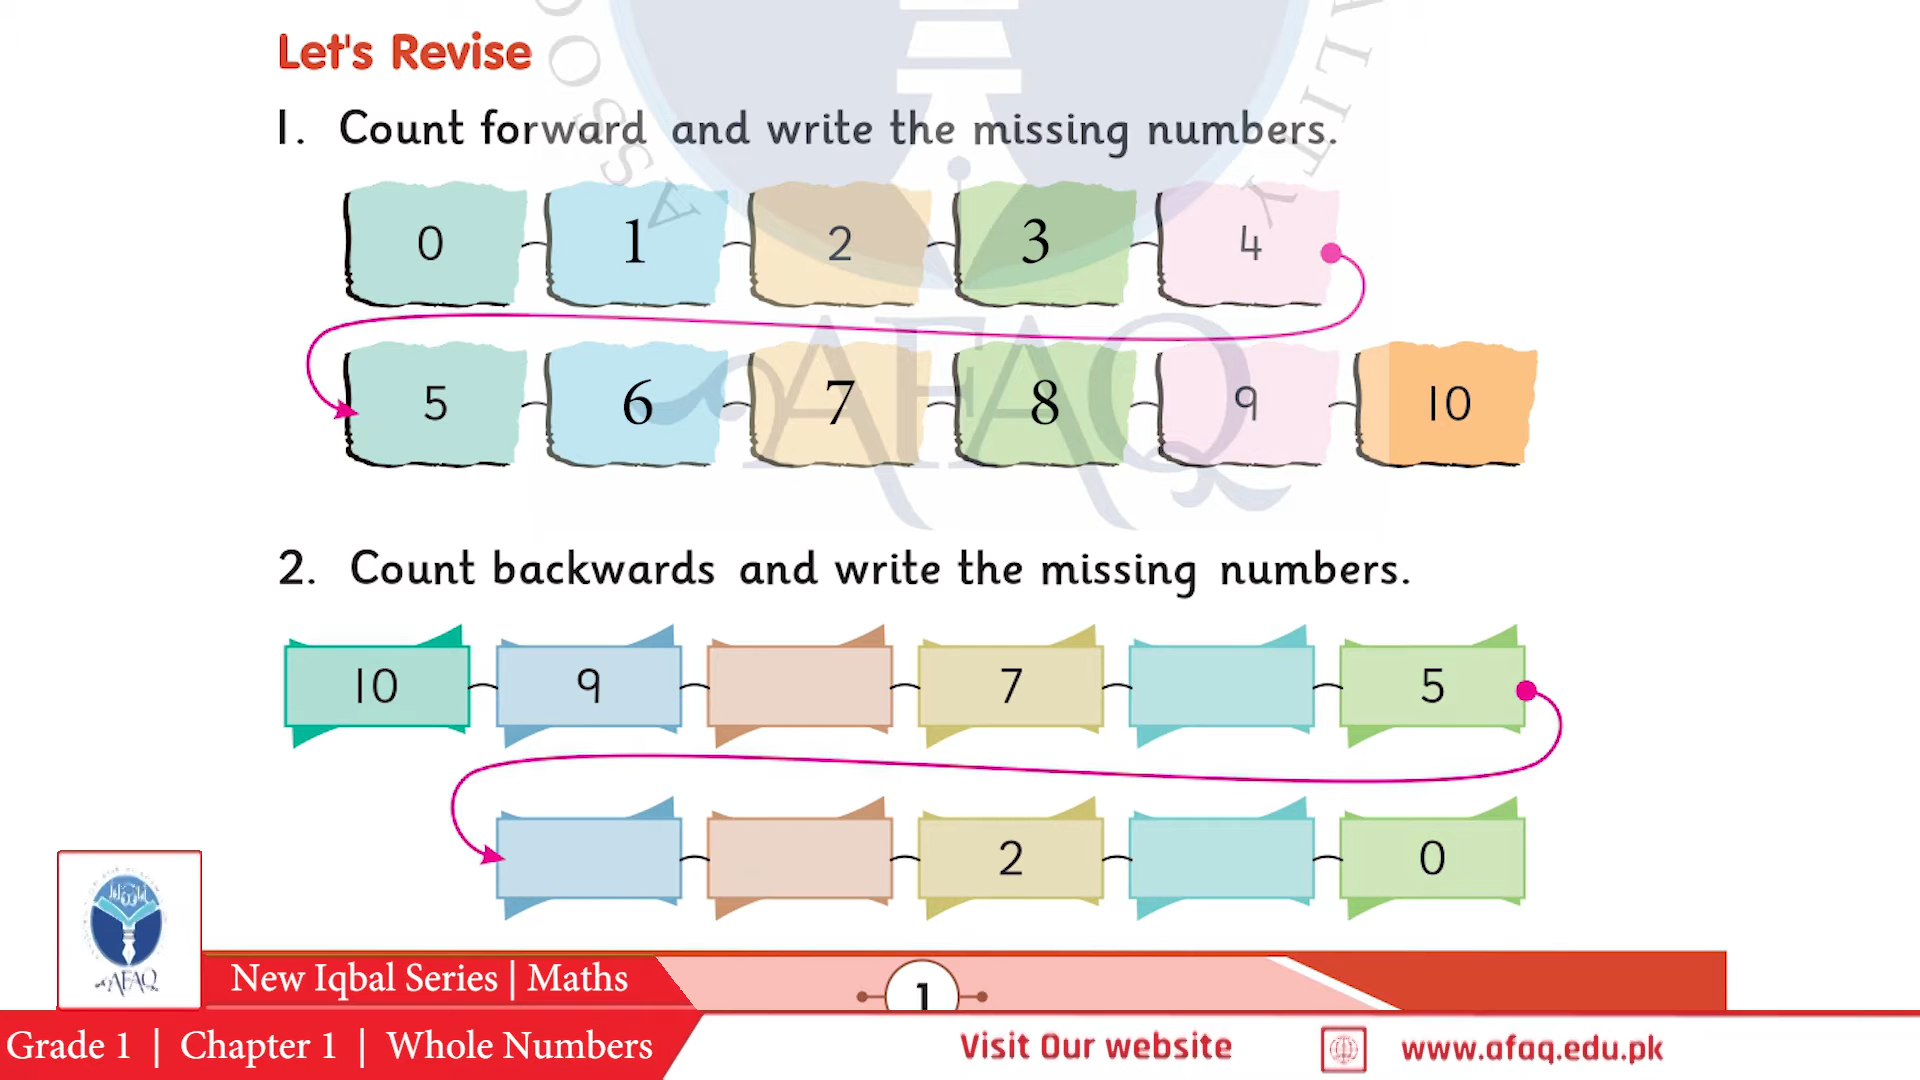 Let's Revise
1. Count forward and write the missing numbers.
0 1 2 3 4
5 6 7 8 9 10
AFAQ
2. Count backwards and write the missing numbers.
10 9 7 5
2 0
AFAQ
New Iqbal Series | Maths
1
Grade 1 | Chapter 1 | Whole Numbers
Visit Our website
www.afaq.edu.pk